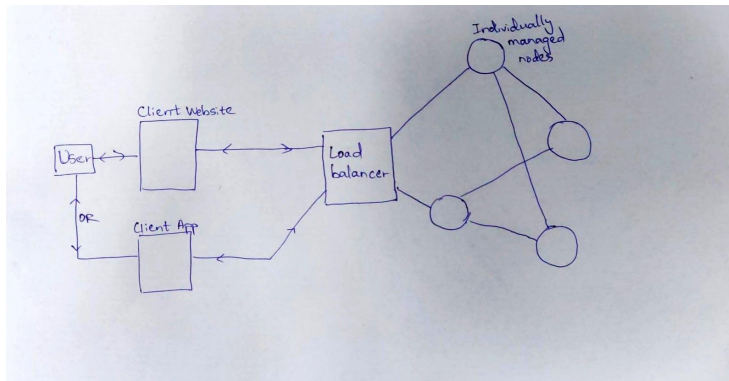 Individually
managed
nodes
Client Website
User
Load
balancer
OR
Client App